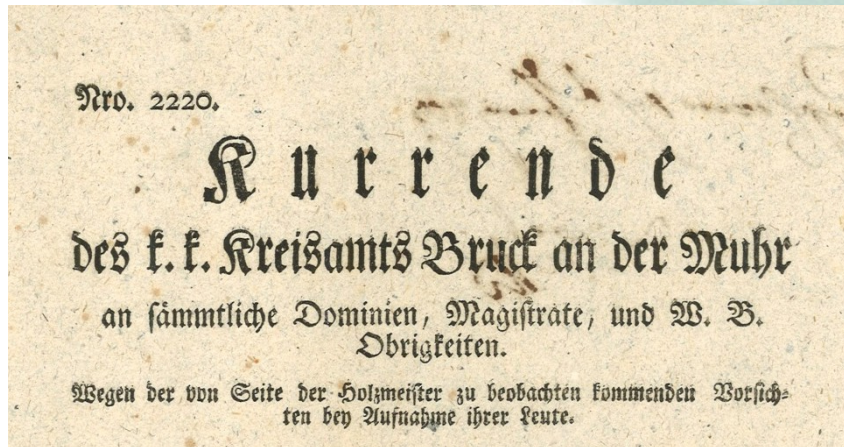 Nro. 2220.
Kurrende
des k. k. Kreisamts Bruck an der Muhr
an sämmtliche Dominien, Magistrate, und W. B.
Obrigkeiten.
Wegen der von Seite der Holzmeister zu beobachten kommenden Vorsich-
ten bey Aufnahme ihrer Leute.